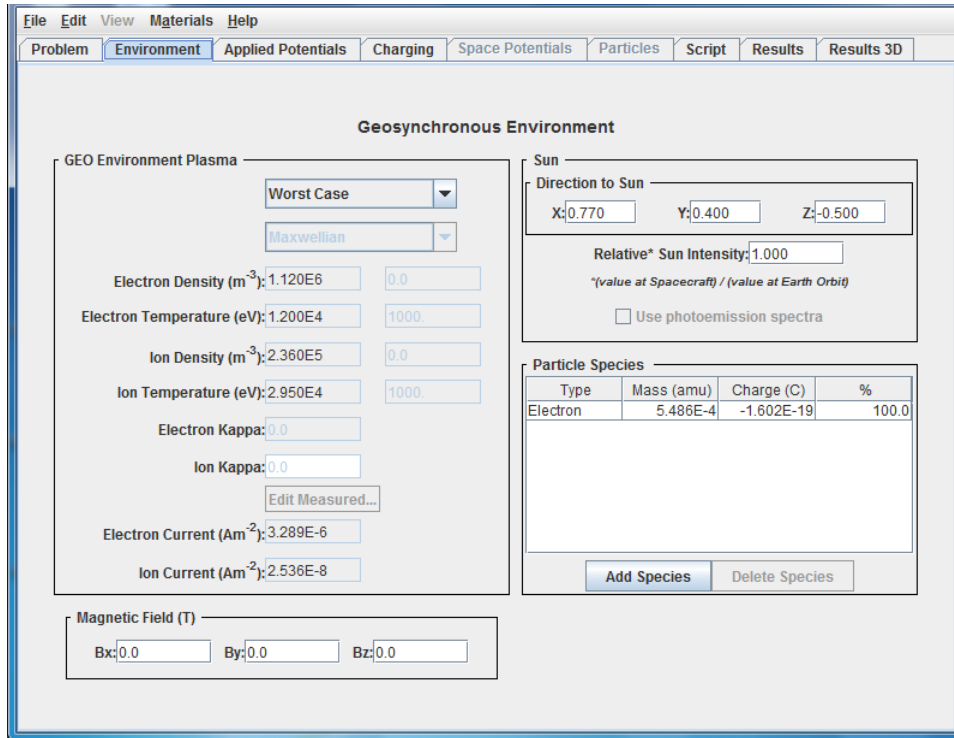 File Edit View Materials Help
Problem Environment Applied Potentials Charging Space Potentials Particles Script Results Results 3D
Geosynchronous Environment
GEO Environment Plasma
Worst Case
Maxwellian
Electron Density (m-3): 1.120E6 0.0
Electron Temperature (eV): 1.200E4 1000.
Ion Density (m-3): 2.360E5 0.0
Ion Temperature (eV): 2.950E4 1000.
Electron Kappa: 0.0
Ion Kappa: 0.0
Edit Measured...
Electron Current (Am-2): 3.289E-6
Ion Current (Am-2): 2.536E-8
Magnetic Field (T)
Bx: 0.0 By: 0.0 Bz: 0.0
Sun
Direction to Sun
X: 0.770 Y: 0.400 Z: -0.500
Relative* Sun Intensity: 1.000
*(value at Spacecraft) / (value at Earth Orbit)
Use photoemission spectra
Particle Species
Type Mass (amu) Charge (C) %
Electron 5.486E-4 -1.602E-19 100.0
Add Species Delete Species